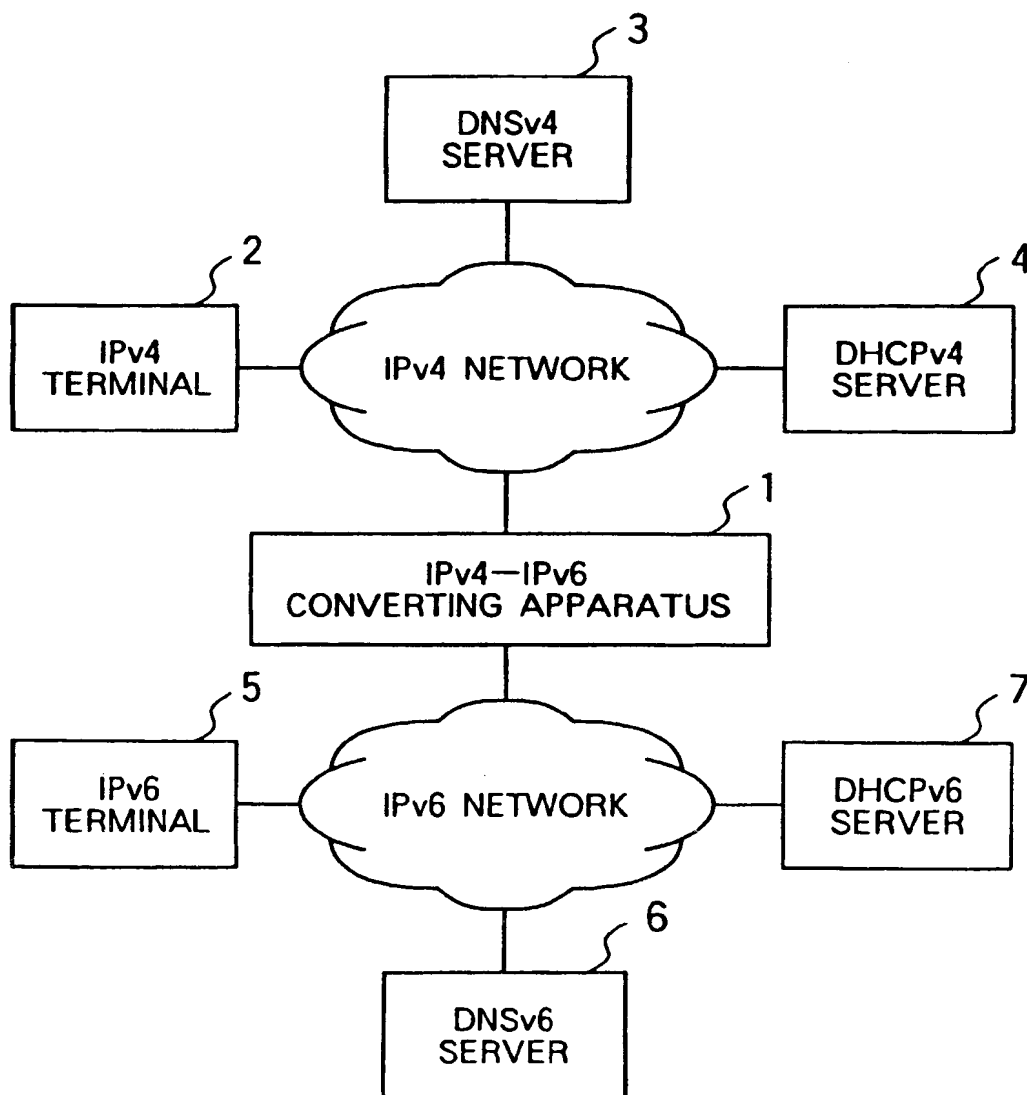 3
DNSv4
SERVER
2
4
IPv4
TERMINAL
IPv4 NETWORK
DHCPv4
SERVER
1
IPv4—IPv6
CONVERTING APPARATUS
5
7
IPv6
TERMINAL
IPv6 NETWORK
DHCPv6
SERVER
6
DNSv6
SERVER